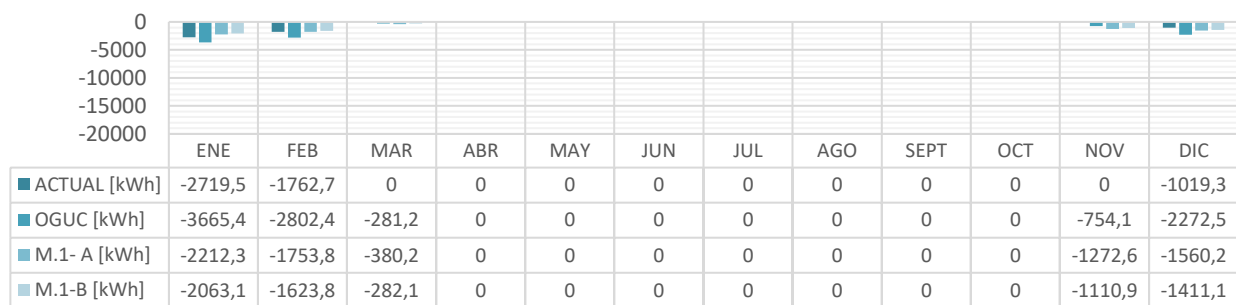 0
-5000
-10000
-15000
-20000
ENE FEB MAR ABR MAY JUN JUL AGO SEPT OCT NOV DIC
ACTUAL [kWh] -2719,5 -1762,7 0 0 0 0 0 0 0 0 0 -1019,3
OGUC [kWh] -3665,4 -2802,4 -281,2 0 0 0 0 0 0 0 -754,1 -2272,5
M.1- A [kWh] -2212,3 -1753,8 -380,2 0 0 0 0 0 0 0 -1272,6 -1560,2
M.1-B [kWh] -2063,1 -1623,8 -282,1 0 0 0 0 0 0 0 -1110,9 -1411,1